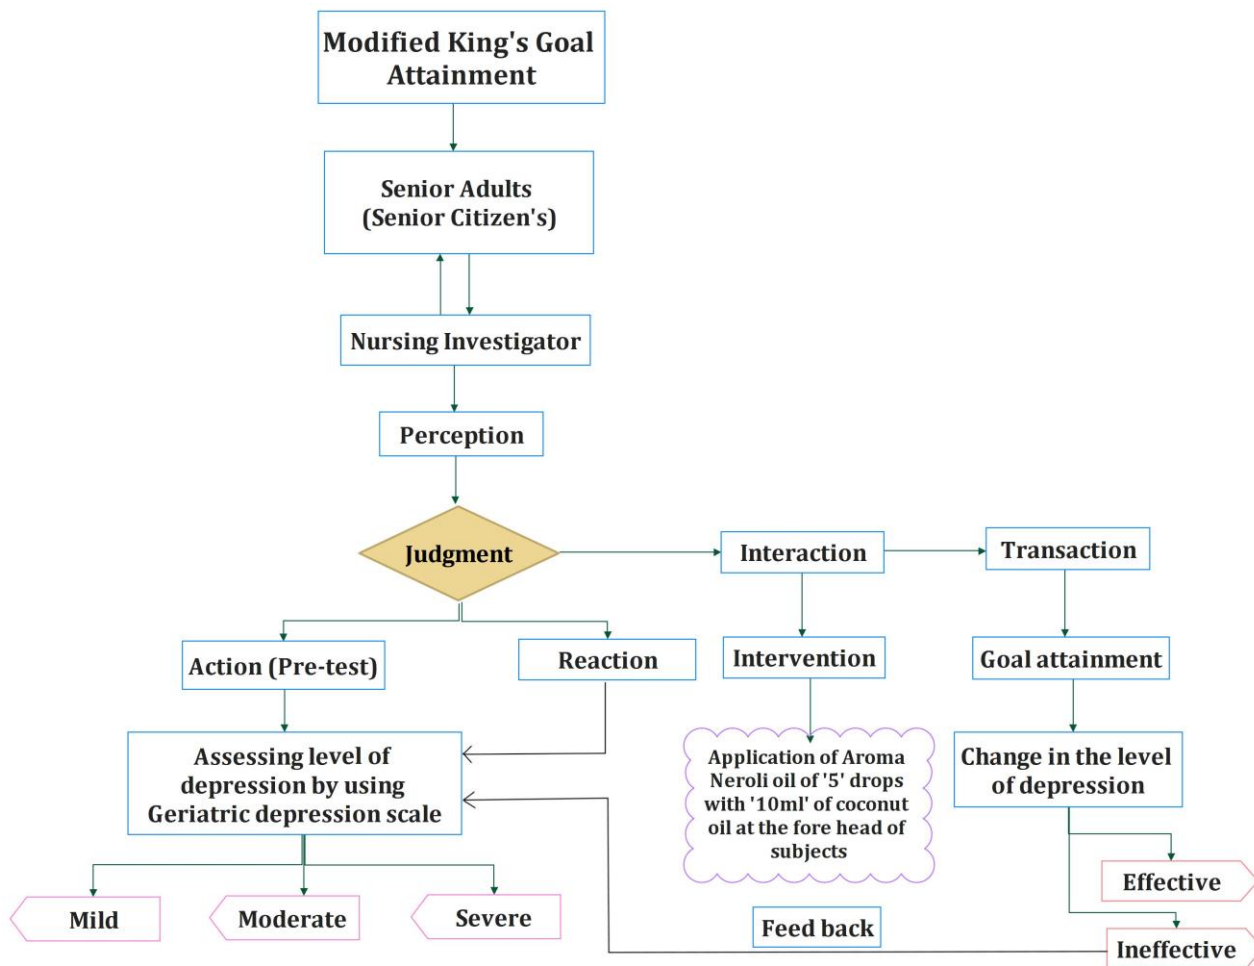 Modified King's Goal
Attainment
Senior Adults
(Senior Citizen's)
Nursing Investigator
Perception
Judgment
Interaction
Transaction
Action (Pre-test)
Reaction
Intervention
Goal attainment
Assessing level of
depression by using
Geriatric depression scale
Application of Aroma
Neroli oil of '5' drops
with '10ml' of coconut
oil at the fore head of
subjects
Change in the level
of depression
Mild
Moderate
Severe
Effective
Feed back
Ineffective